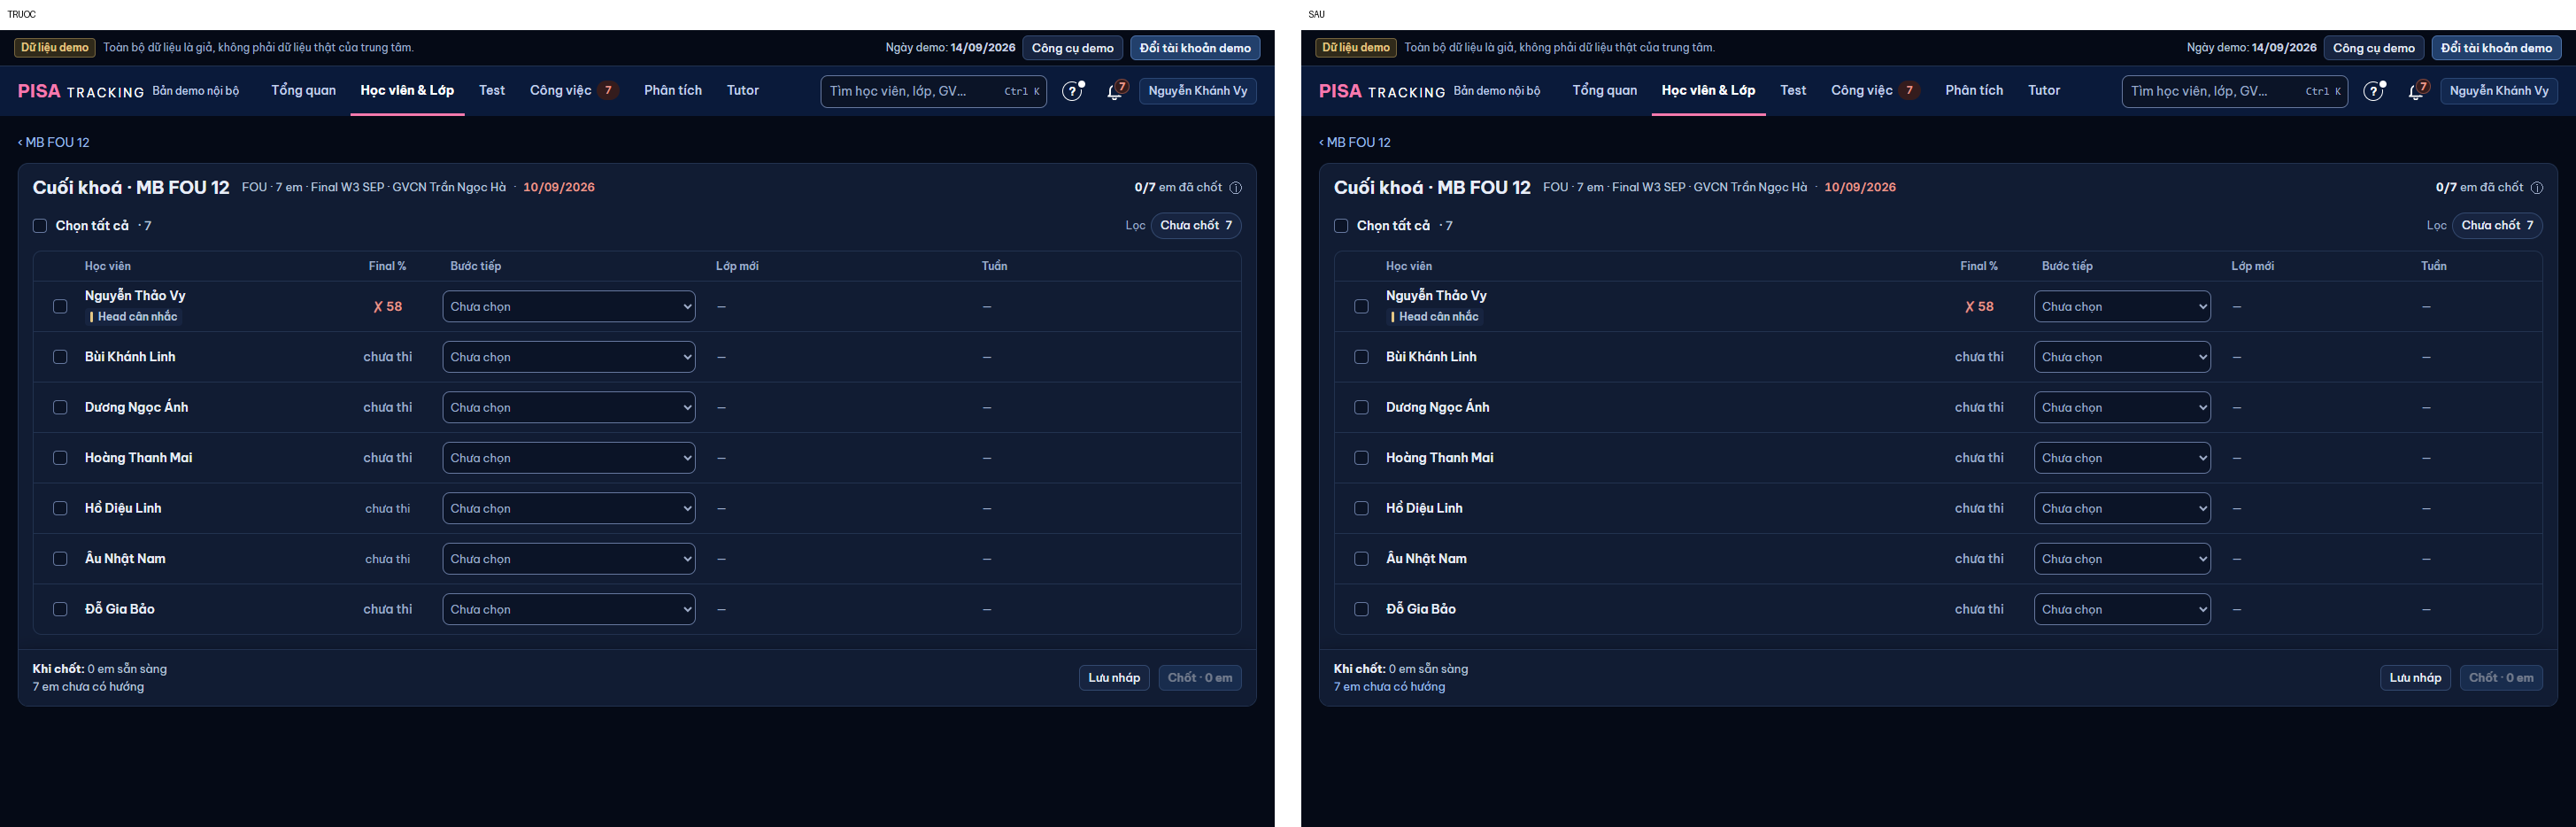 TRUOC
Dữ liệu demo Toàn bộ dữ liệu là giả, không phải dữ liệu thật của trung tâm. Ngày demo: 14/09/2026 Công cụ demo Đổi tài khoản demo
PISA TRACKING Bản demo nội bộ Tổng quan Học viên & Lớp Test Công việc 7 Phân tích Tutor Tìm học viên, lớp, GV... Ctrl K ? 7 Nguyễn Khánh Vy
‹ MB FOU 12
Cuối khoá · MB FOU 12 FOU · 7 em · Final W3 SEP · GVCN Trần Ngọc Hà · 10/09/2026 0/7 em đã chốt ⓘ
Chọn tất cả · 7 Lọc Chưa chốt 7
Học viên Final % Bước tiếp Lớp mới Tuần
Nguyễn Thảo Vy ✗ 58 Chưa chọn — —
Head cân nhắc
Bùi Khánh Linh chưa thi Chưa chọn — —
Dương Ngọc Ánh chưa thi Chưa chọn — —
Hoàng Thanh Mai chưa thi Chưa chọn — —
Hồ Diệu Linh chưa thi Chưa chọn — —
Âu Nhật Nam chưa thi Chưa chọn — —
Đỗ Gia Bảo chưa thi Chưa chọn — —
Khi chốt: 0 em sẵn sàng
7 em chưa có hướng Lưu nháp Chốt · 0 em
SAU
Dữ liệu demo Toàn bộ dữ liệu là giả, không phải dữ liệu thật của trung tâm. Ngày demo: 14/09/2026 Công cụ demo Đổi tài khoản demo
PISA TRACKING Bản demo nội bộ Tổng quan Học viên & Lớp Test Công việc 7 Phân tích Tutor Tìm học viên, lớp, GV... Ctrl K ? 7 Nguyễn Khánh Vy
‹ MB FOU 12
Cuối khoá · MB FOU 12 FOU · 7 em · Final W3 SEP · GVCN Trần Ngọc Hà · 10/09/2026 0/7 em đã chốt ⓘ
Chọn tất cả · 7 Lọc Chưa chốt 7
Học viên Final % Bước tiếp Lớp mới Tuần
Nguyễn Thảo Vy ✗ 58 Chưa chọn — —
Head cân nhắc
Bùi Khánh Linh chưa thi Chưa chọn — —
Dương Ngọc Ánh chưa thi Chưa chọn — —
Hoàng Thanh Mai chưa thi Chưa chọn — —
Hồ Diệu Linh chưa thi Chưa chọn — —
Âu Nhật Nam chưa thi Chưa chọn — —
Đỗ Gia Bảo chưa thi Chưa chọn — —
Khi chốt: 0 em sẵn sàng
7 em chưa có hướng Lưu nháp Chốt · 0 em